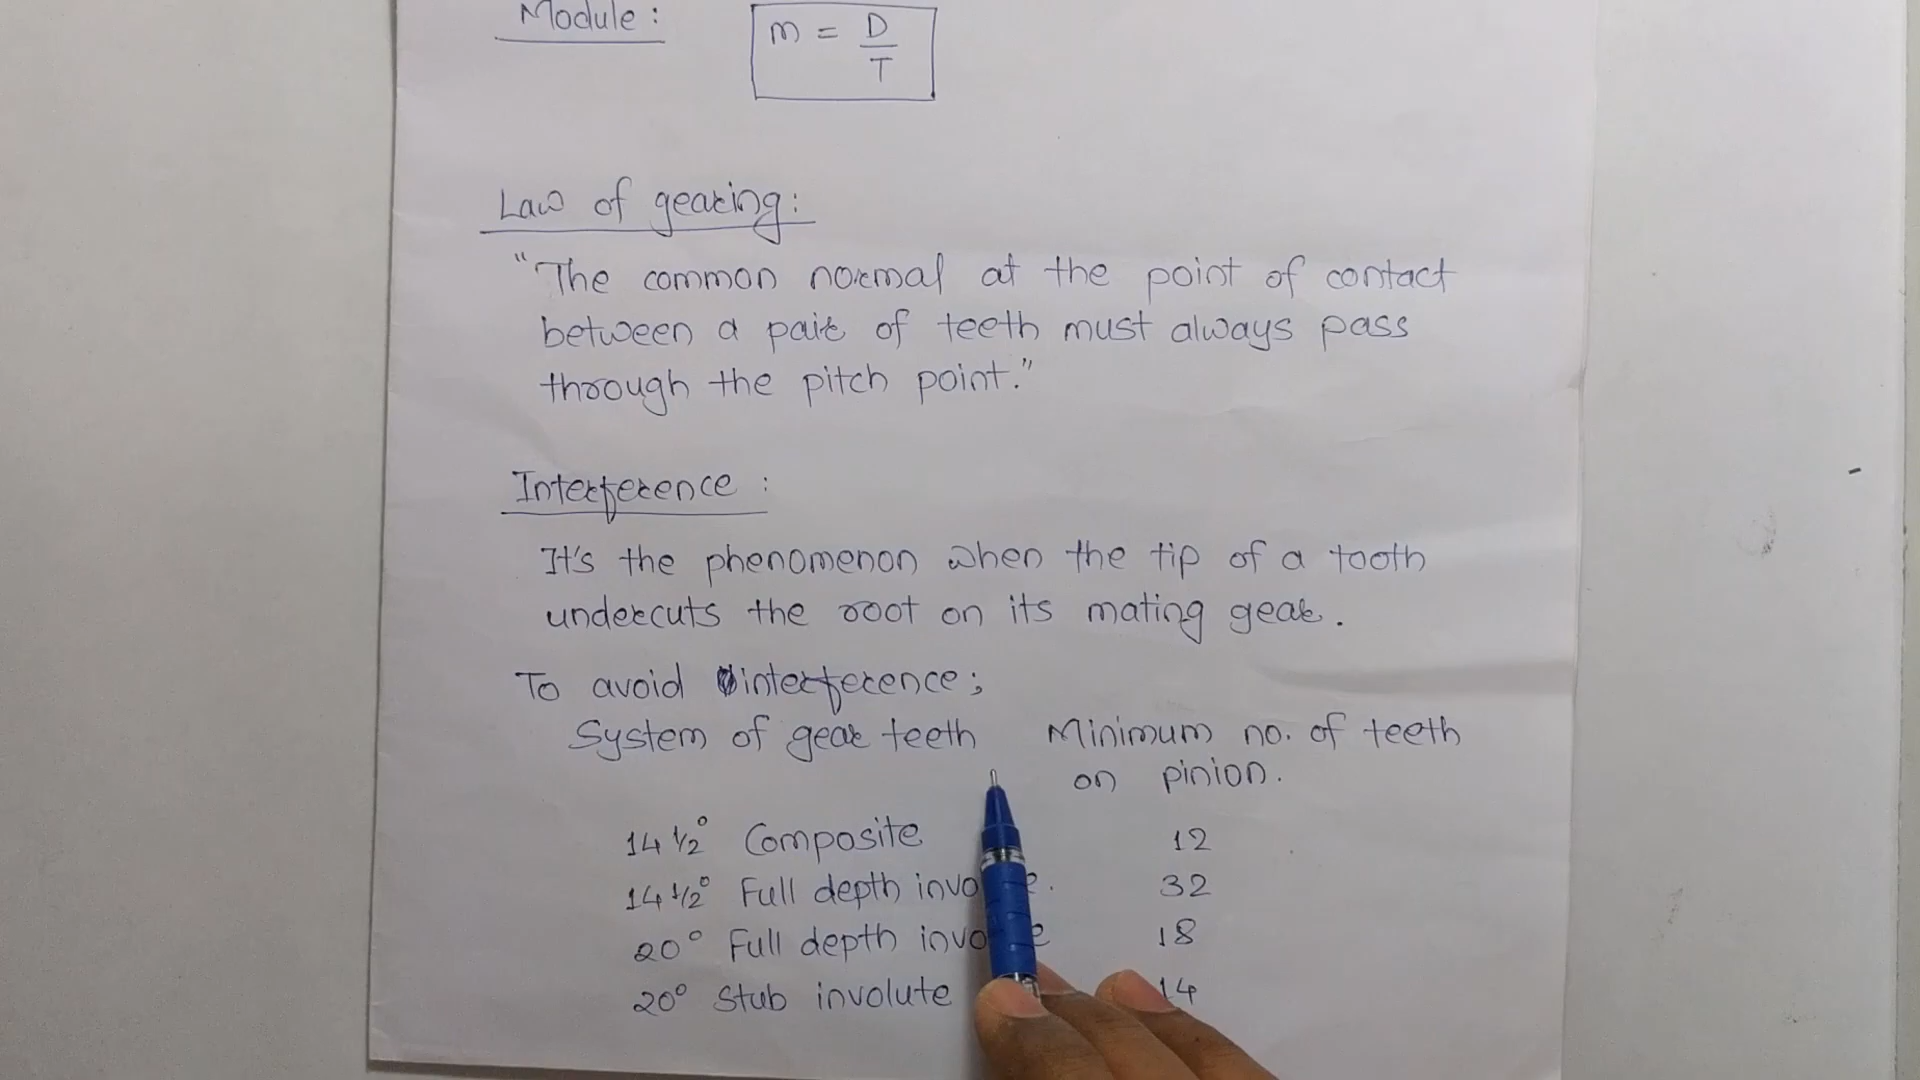 Module :
m = D/T
Law of gearing :
"The common normal at the point of contact
between a pair of teeth must always pass
through the pitch point."
Interference :
It's the phenomenon when the tip of a tooth
undercuts the root on its mating gear.
To avoid interference;
System of gear teeth Minimum no. of teeth
on pinion.
14 1/2° Composite 12
14 1/2° Full depth 32
20° Full depth 18
20° Stub involute 14